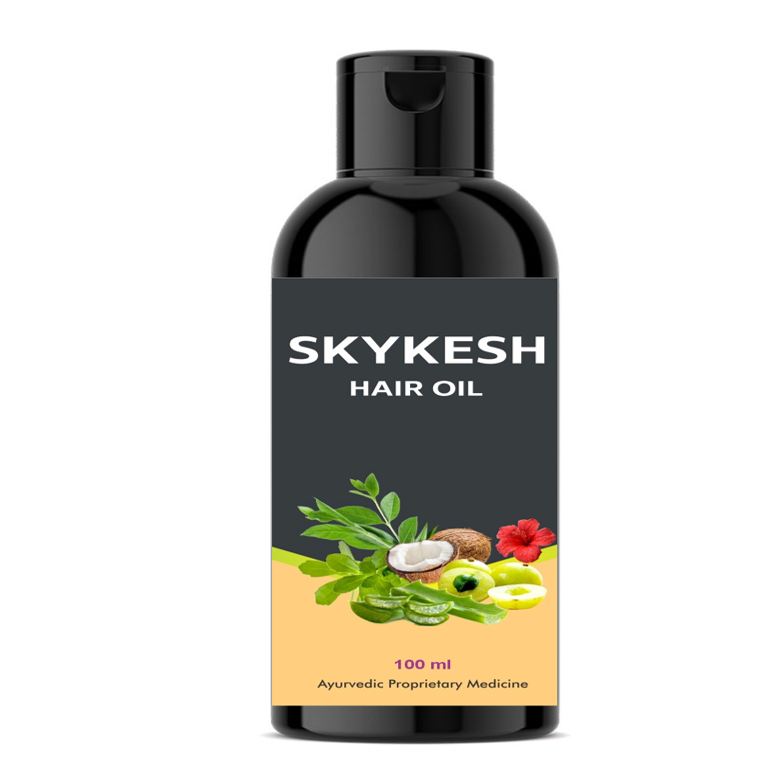 SKYKESH
HAIR OIL
100 ml
Ayurvedic Proprietary Medicine